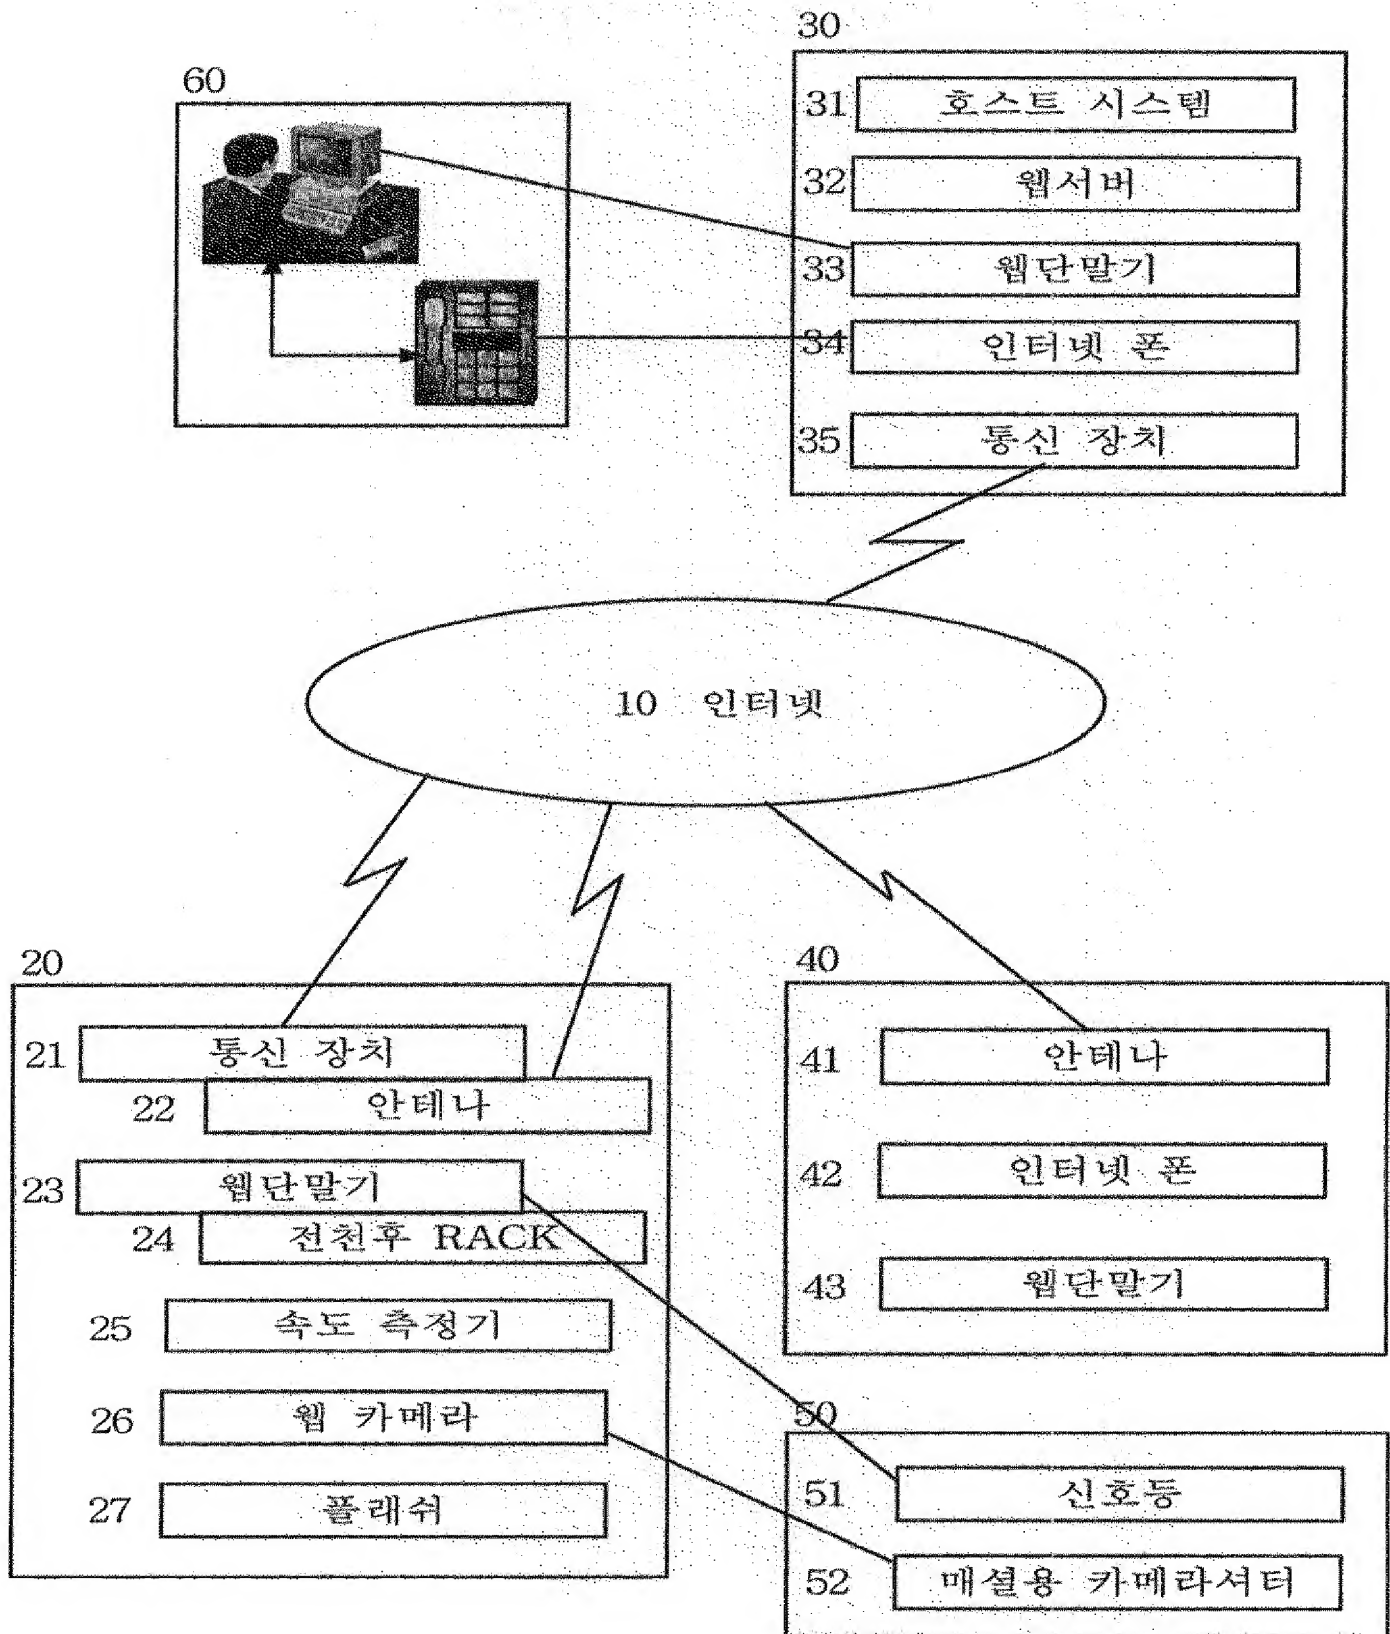 30
60
31 호스트 시스템
32 웹서버
33 웹단말기
34 인터넷 폰
35 통신 장치
10 인터넷
20
21 통신 장치
22 안테나
23 웹단말기
24 전천후 RACK
25 속도 측정기
26 웹 카메라
27 플래쉬
40
41 안테나
42 인터넷 폰
43 웹단말기
50
51 신호등
52 매설용 카메라셔터